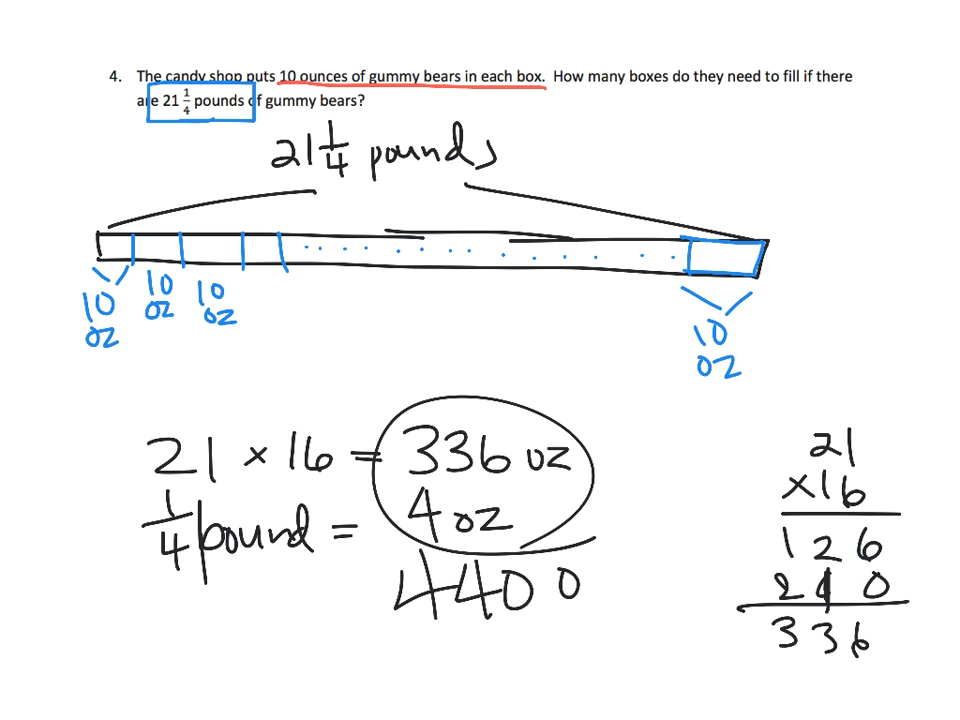 4. The candy shop puts 10 ounces of gummy bears in each box. How many boxes do they need to fill if there
are 21 1/4 pounds of gummy bears?
21 1/4 pounds
10 oz
10 oz
10 oz
10 oz
21 × 16 = 336 oz
1/4 pound = 4 oz
440 0
21
×16
126
210
336